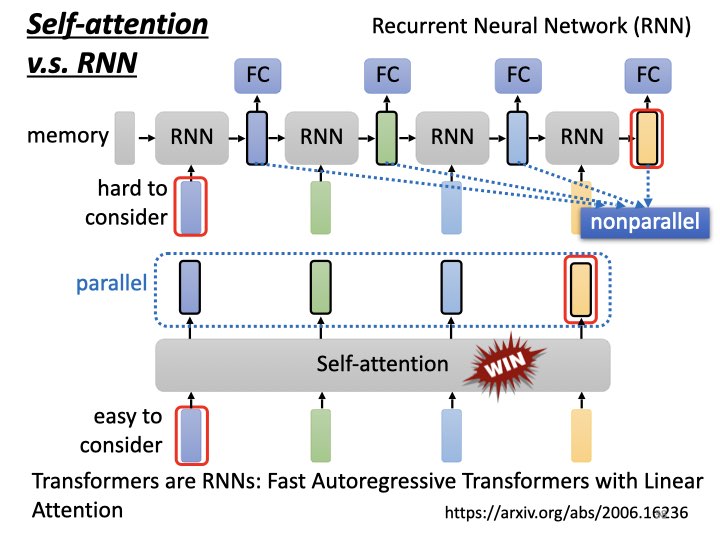 Self-attention
v.s. RNN
Recurrent Neural Network (RNN)
FC FC FC FC
memory RNN RNN RNN RNN
hard to
consider
nonparallel
parallel
Self-attention WIN
easy to
consider
Transformers are RNNs: Fast Autoregressive Transformers with Linear
Attention
https://arxiv.org/abs/2006.16236